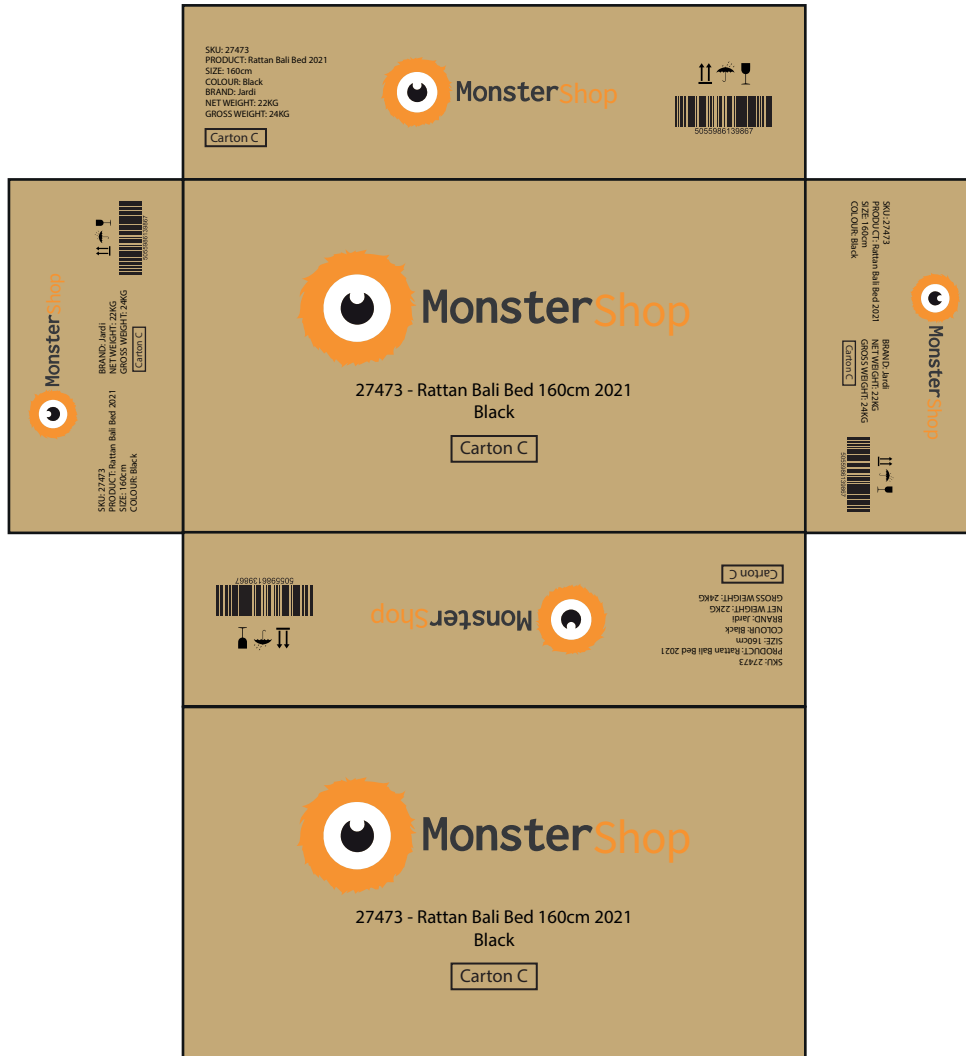 SKU: 27473
PRODUCT: Rattan Bali Bed 2021
SIZE: 160cm
COLOUR: Black
BRAND: Jardi
NET WEIGHT: 22KG
GROSS WEIGHT: 24KG
Carton C
MonsterShop
5055986139867
MonsterShop
SKU: 27473
PRODUCT: Rattan Bali Bed 2021
SIZE: 160cm
COLOUR: Black
BRAND: Jardi
NET WEIGHT: 22KG
GROSS WEIGHT: 24KG
Carton C
5055986139867
MonsterShop
27473 - Rattan Bali Bed 160cm 2021
Black
Carton C
SKU: 27473
PRODUCT: Rattan Bali Bed 2021
SIZE: 160cm
COLOUR: Black
BRAND: Jardi
NET WEIGHT: 22KG
GROSS WEIGHT: 24KG
Carton C
5055986139867
MonsterShop
SKU: 27473
PRODUCT: Rattan Bali Bed 2021
SIZE: 160cm
COLOUR: Black
BRAND: Jardi
NET WEIGHT: 22KG
GROSS WEIGHT: 24KG
Carton C
MonsterShop
5055986139867
MonsterShop
27473 - Rattan Bali Bed 160cm 2021
Black
Carton C